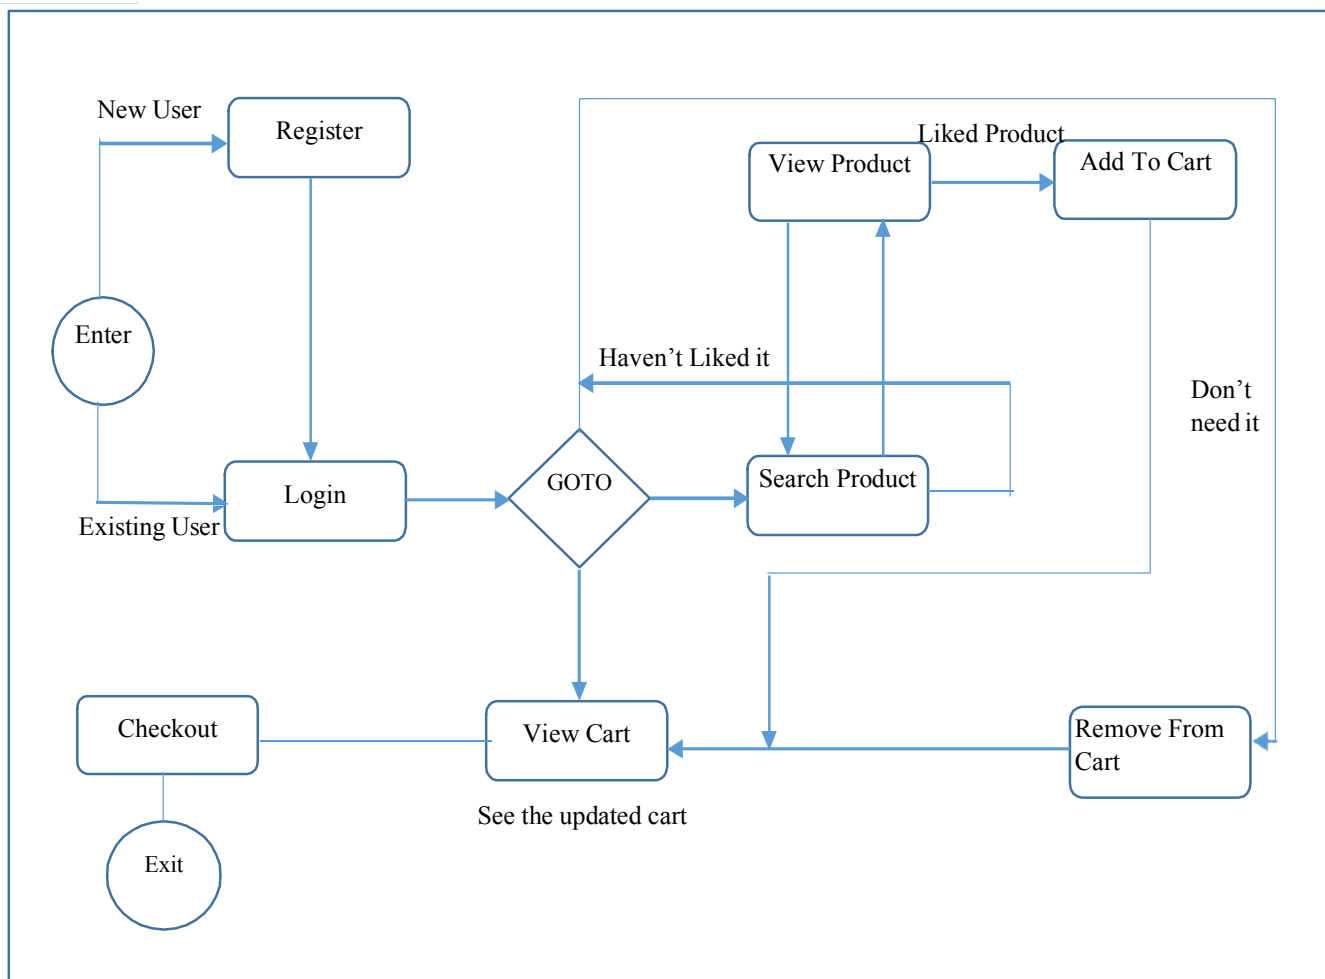 New User
Register
Liked Product
View Product
Add To Cart
Enter
Haven’t Liked it
Don’t
need it
GOTO
Search Product
Login
Existing User
Checkout
View Cart
Remove From
Cart
See the updated cart
Exit